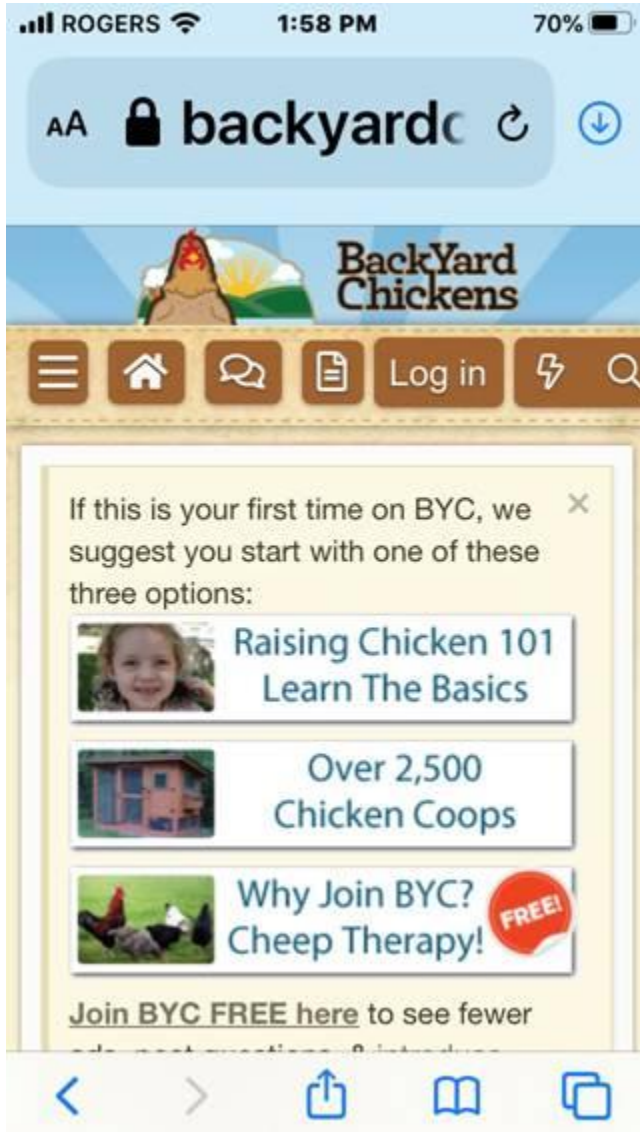 ROGERS 1:58 PM 70%
AA backyardc
BackYard
Chickens
Log in
If this is your first time on BYC, we
suggest you start with one of these
three options:
Raising Chicken 101
Learn The Basics
Over 2,500
Chicken Coops
Why Join BYC?
Cheep Therapy!
FREE!
Join BYC FREE here to see fewer